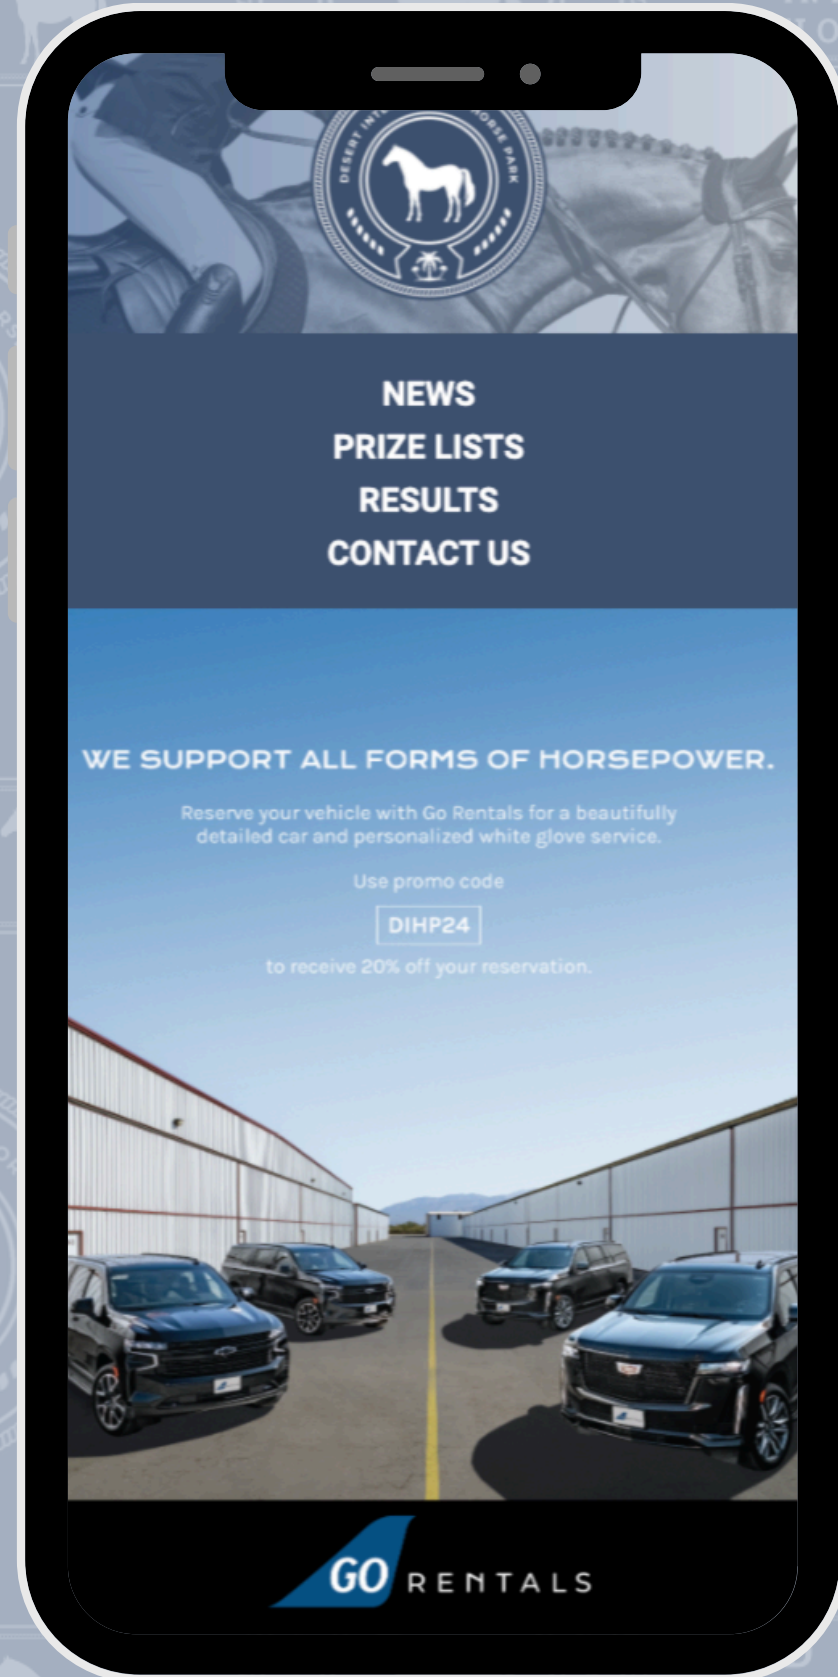 DESERT INT
HORSE PARK
NEWS
PRIZE LISTS
RESULTS
CONTACT US
WE SUPPORT ALL FORMS OF HORSEPOWER.
Reserve your vehicle with Go Rentals for a beautifully
detailed car and personalized white glove service.
Use promo code
DIHP24
to receive 20% off your reservation.
GO RENTALS